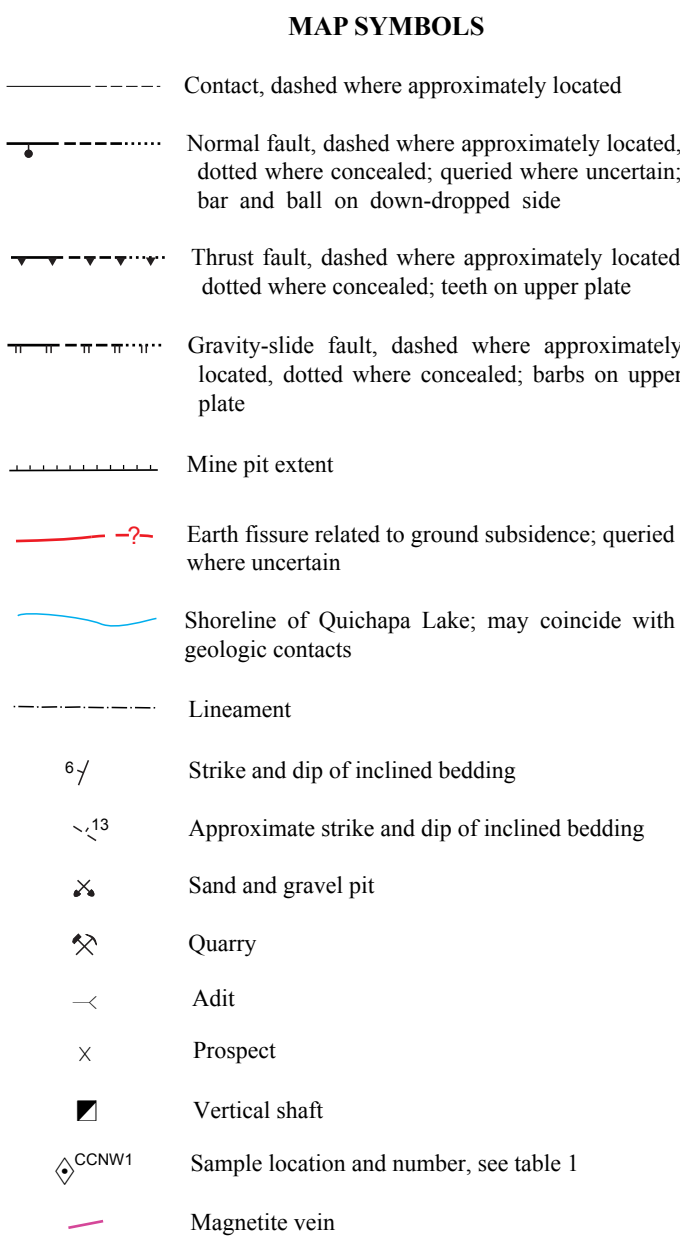 MAP SYMBOLS
Contact, dashed where approximately located
Normal fault, dashed where approximately located,
dotted where concealed; queried where uncertain;
bar and ball on down-dropped side
Thrust fault, dashed where approximately located
dotted where concealed; teeth on upper plate
Gravity-slide fault, dashed where approximately
located, dotted where concealed; barbs on upper
plate
Mine pit extent
?
Earth fissure related to ground subsidence; queried
where uncertain
Shoreline of Quichapa Lake; may coincide with
geologic contacts
Lineament
6 Strike and dip of inclined bedding
13 Approximate strike and dip of inclined bedding
Sand and gravel pit
Quarry
Adit
Prospect
Vertical shaft
CCNW1 Sample location and number, see table 1
Magnetite vein